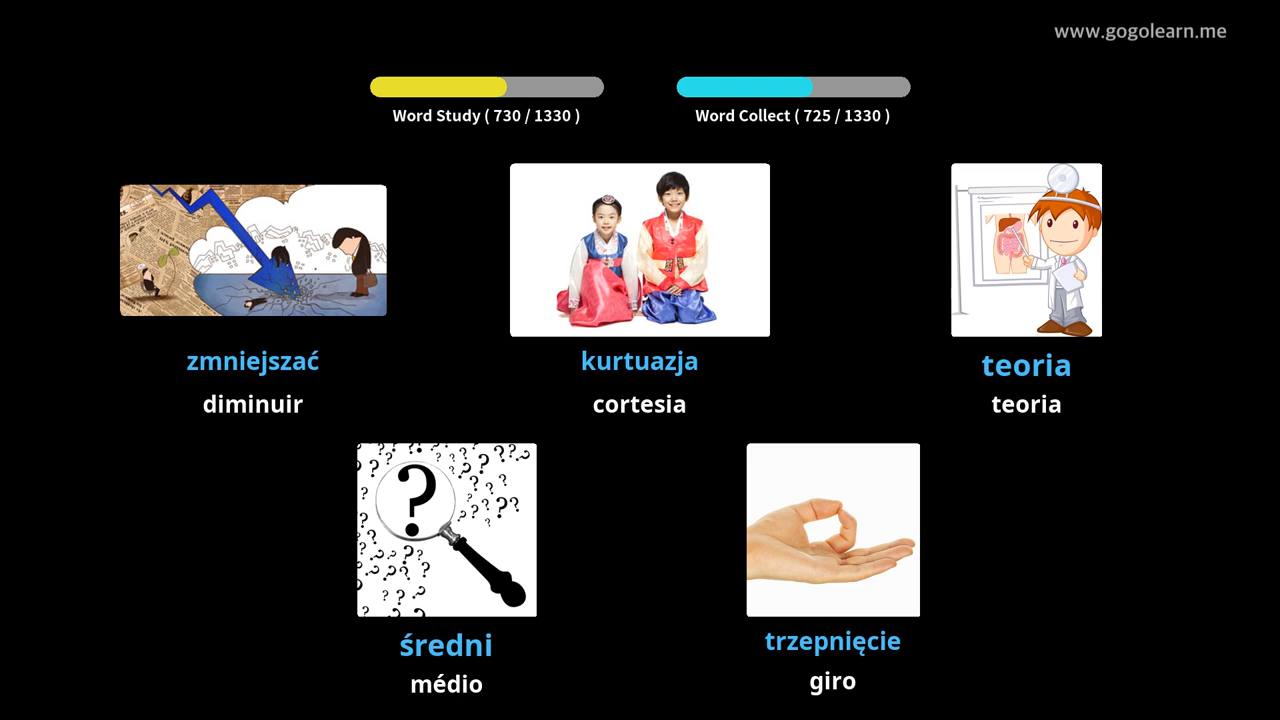 www.gogolearn.me
Word Study ( 730 / 1330 )
Word Collect ( 725 / 1330 )
zmniejszać
diminuir
kurtuazja
cortesia
teoria
teoria
średni
médio
trzepnięcie
giro